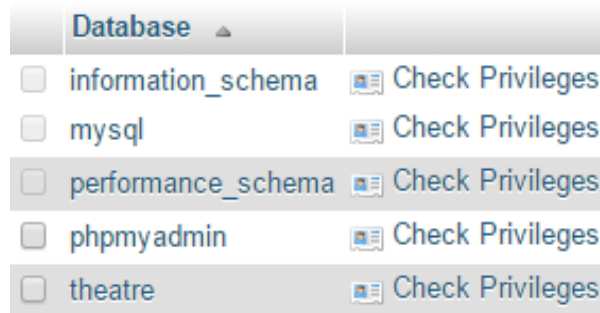 Database
information_schema Check Privileges
mysql Check Privileges
performance_schema Check Privileges
phpmyadmin Check Privileges
theatre Check Privileges